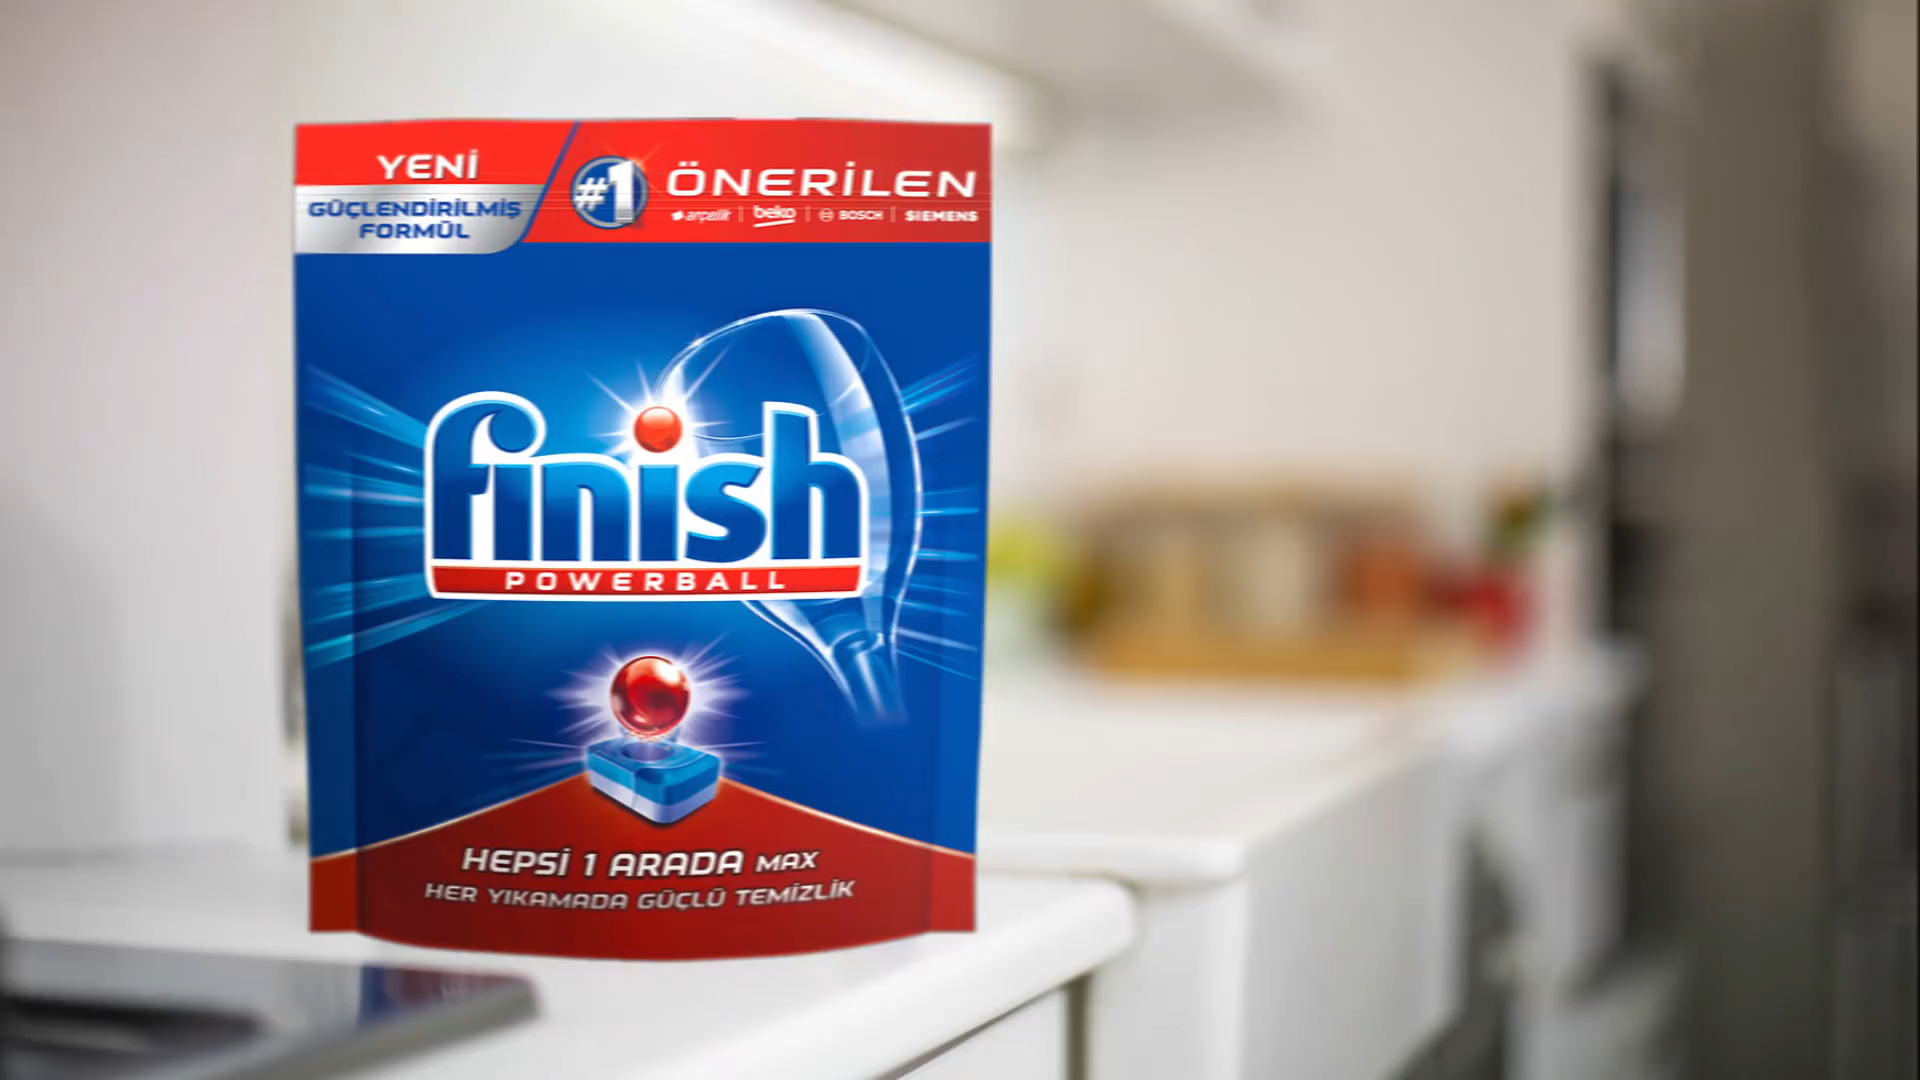 YENİ
GÜÇLENDİRİLMİŞ
FORMÜL
#1 ÖNERİLEN
arçelik | beko | BOSCH | SIEMENS
finish
POWERBALL
HEPSİ 1 ARADA MAX
HER YIKAMADA GÜÇLÜ TEMİZLİK